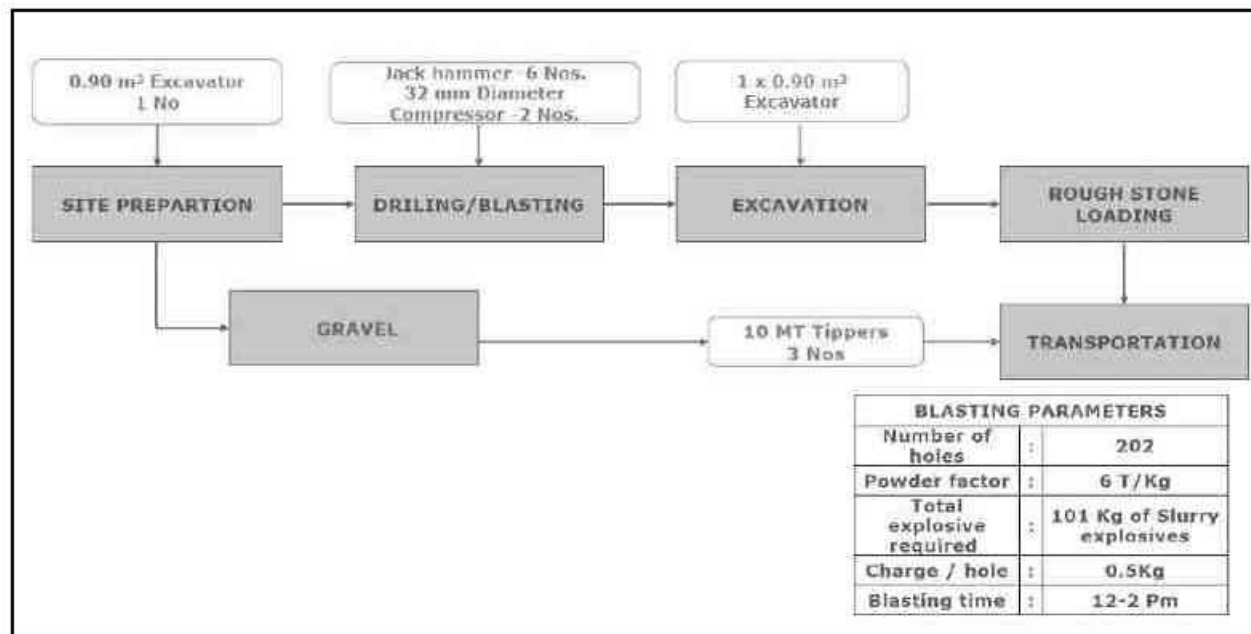 0.90 m³ Excavator
1 No
Jack hammer -6 Nos.
32 mm Diameter
Compressor -2 Nos.
1 x 0.90 m³
Excavator
SITE PREPARTION
DRILING/BLASTING
EXCAVATION
ROUGH STONE
LOADING
GRAVEL
10 MT Tippers
3 Nos
TRANSPORTATION
BLASTING PARAMETERS
Number of
holes : 202
Powder factor : 6 T/Kg
Total
explosive
required : 101 Kg of Slurry
explosives
Charge / hole : 0.5Kg
Blasting time : 12-2 Pm